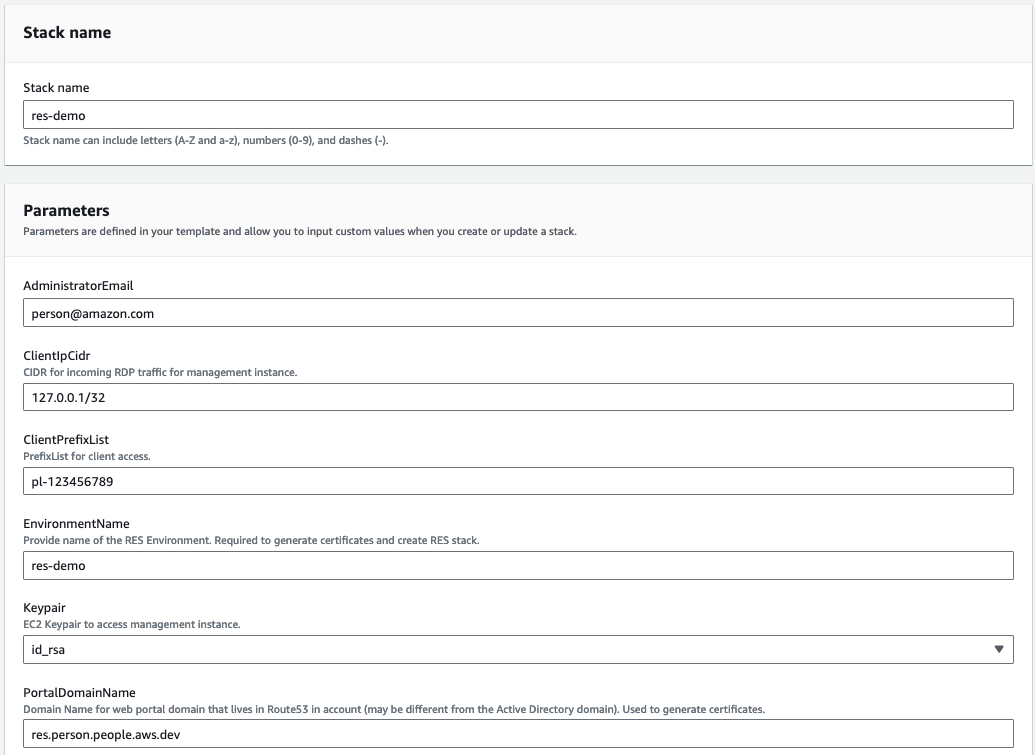 Stack name
Stack name
res-demo
Stack name can include letters (A-Z and a-z), numbers (0-9), and dashes (-).
Parameters
Parameters are defined in your template and allow you to input custom values when you create or update a stack.
AdministratorEmail
person@amazon.com
ClientIpCidr
CIDR for incoming RDP traffic for management instance.
127.0.0.1/32
ClientPrefixList
PrefixList for client access.
pl-123456789
EnvironmentName
Provide name of the RES Environment. Required to generate certificates and create RES stack.
res-demo
Keypair
EC2 Keypair to access management instance.
id_rsa
PortalDomainName
Domain Name for web portal domain that lives in Route53 in account (may be different from the Active Directory domain). Used to generate certificates.
res.person.people.aws.dev